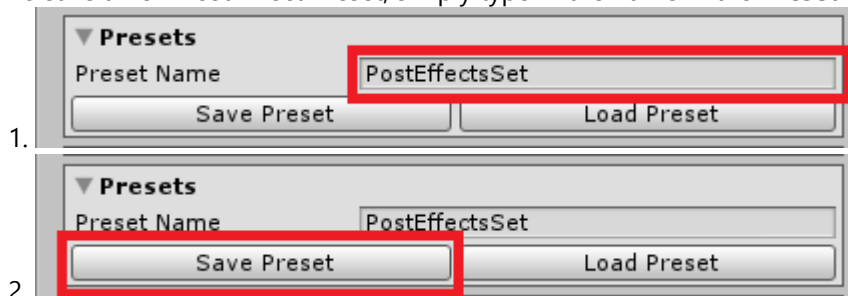 Presets
Preset Name PostEffectsSet
Save Preset Load Preset
1.
Presets
Preset Name PostEffectsSet
Save Preset Load Preset
2.